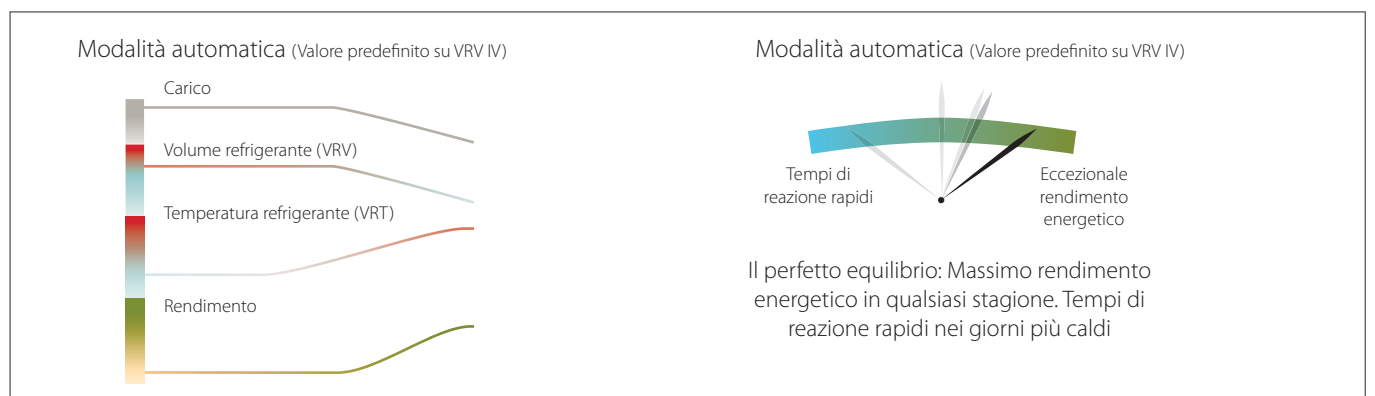 Modalità automatica (Valore predefinito su VRV IV)
Carico
Volume refrigerante (VRV)
Temperatura refrigerante (VRT)
Rendimento
Modalità automatica (Valore predefinito su VRV IV)
Tempi di
reazione rapidi
Eccezionale
rendimento
energetico
Il perfetto equilibrio: Massimo rendimento
energetico in qualsiasi stagione. Tempi di
reazione rapidi nei giorni più caldi